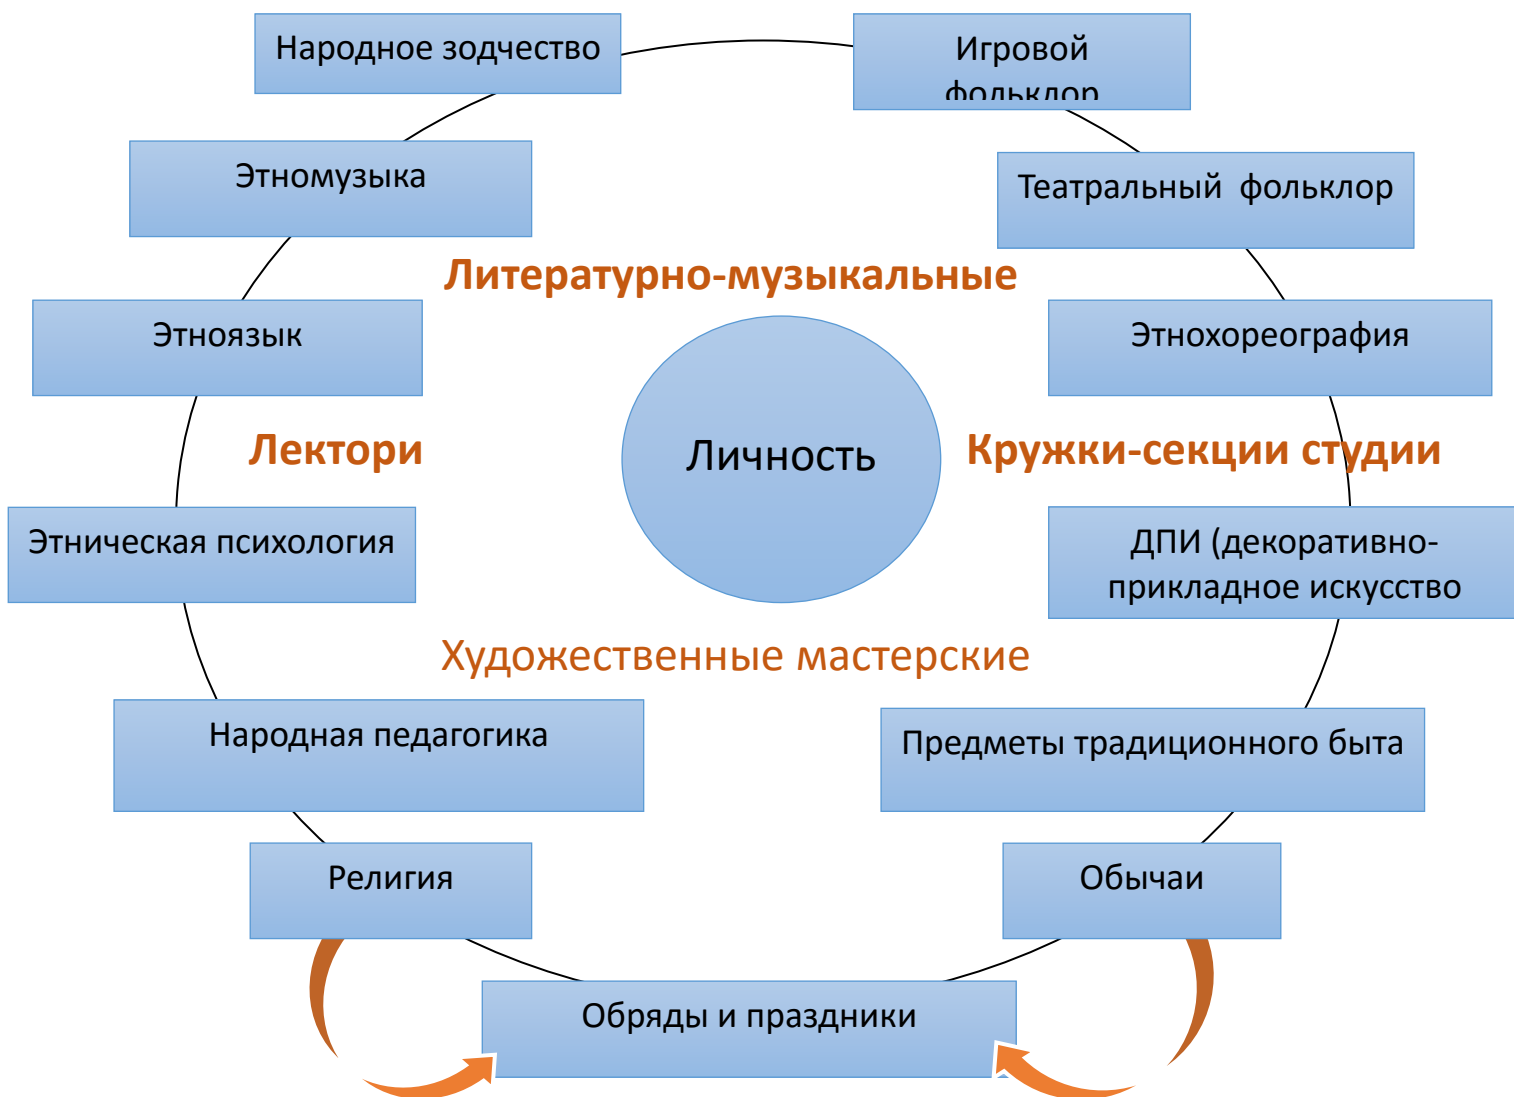 Народное зодчество
Игровой
фольклор
Этномузыка
Театральный фольклор
Литературно-музыкальные
Этноязык
Этнохореография
Лектори
Личность
Кружки-секции студии
Этническая психология
ДПИ (декоративно-
прикладное искусство
Художественные мастерские
Народная педагогика
Предметы традиционного быта
Религия
Обычаи
Обряды и праздники